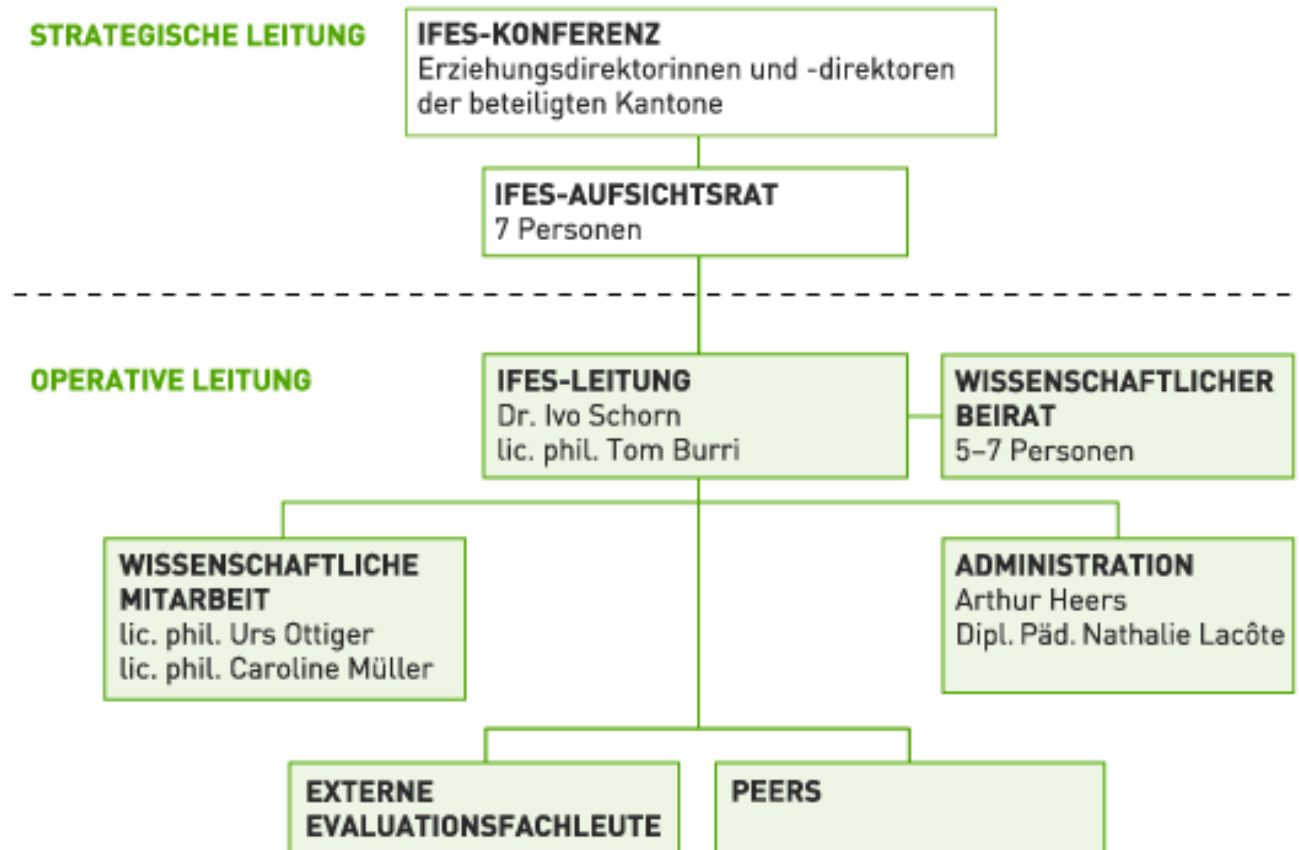 STRATEGISCHE LEITUNG
IFES-KONFERENZ
Erziehungsdirektorinnen und -direktoren
der beteiligten Kantone
IFES-AUFSICHTSRAT
7 Personen
OPERATIVE LEITUNG
IFES-LEITUNG
Dr. Ivo Schorn
lic. phil. Tom Burri
WISSENSCHAFTLICHER
BEIRAT
5–7 Personen
WISSENSCHAFTLICHE
MITARBEIT
lic. phil. Urs Ottiger
lic. phil. Caroline Müller
ADMINISTRATION
Arthur Heers
Dipl. Päd. Nathalie Lacôte
EXTERNE
EVALUATIONSFACHLEUTE
PEERS